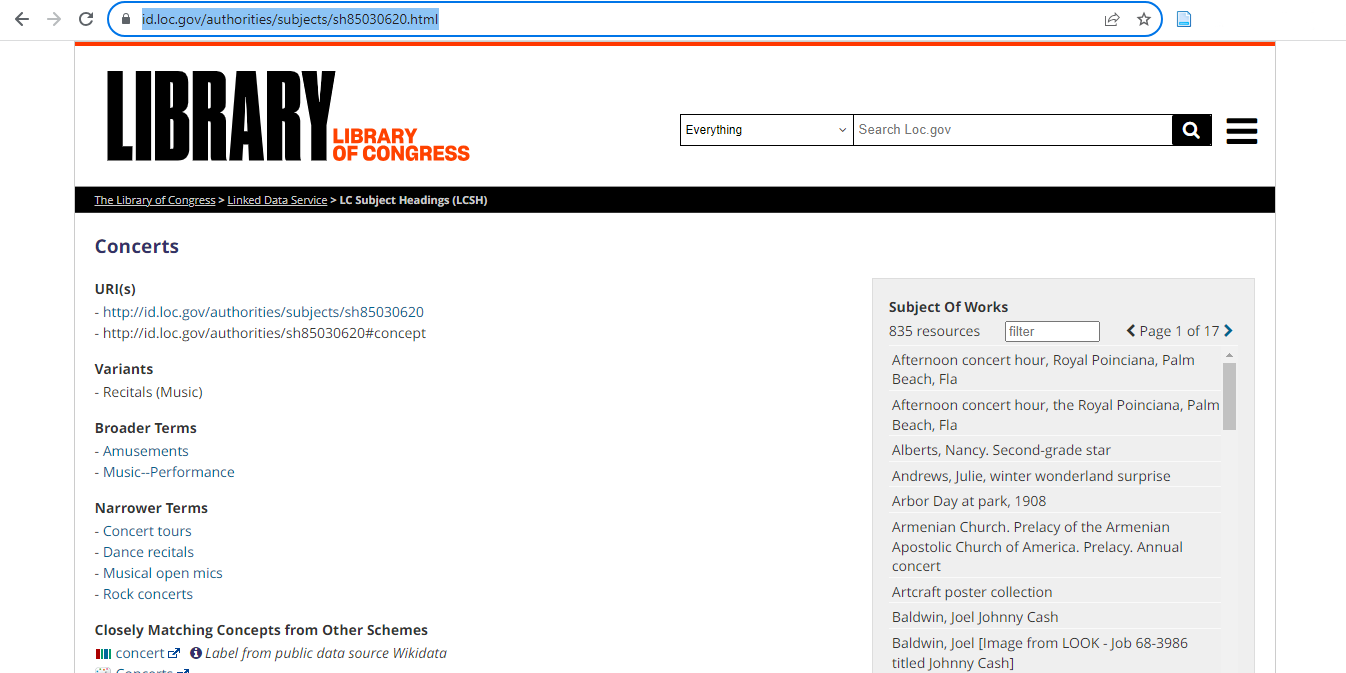 id.loc.gov/authorities/subjects/sh85030620.html
LIBRARY
LIBRARY
OF CONGRESS
Everything
Search Loc.gov
The Library of Congress > Linked Data Service > LC Subject Headings (LCSH)
Concerts
URI(s)
- http://id.loc.gov/authorities/subjects/sh85030620
- http://id.loc.gov/authorities/sh85030620#concept
Variants
- Recitals (Music)
Broader Terms
- Amusements
- Music--Performance
Narrower Terms
- Concert tours
- Dance recitals
- Musical open mics
- Rock concerts
Closely Matching Concepts from Other Schemes
concert Label from public data source Wikidata
Concerts
Subject Of Works
835 resources filter Page 1 of 17
Afternoon concert hour, Royal Poinciana, Palm
Beach, Fla
Afternoon concert hour, the Royal Poinciana, Palm
Beach, Fla
Alberts, Nancy. Second-grade star
Andrews, Julie, winter wonderland surprise
Arbor Day at park, 1908
Armenian Church. Prelacy of the Armenian
Apostolic Church of America. Prelacy. Annual
concert
Artcraft poster collection
Baldwin, Joel Johnny Cash
Baldwin, Joel [Image from LOOK - Job 68-3986
titled Johnny Cash]